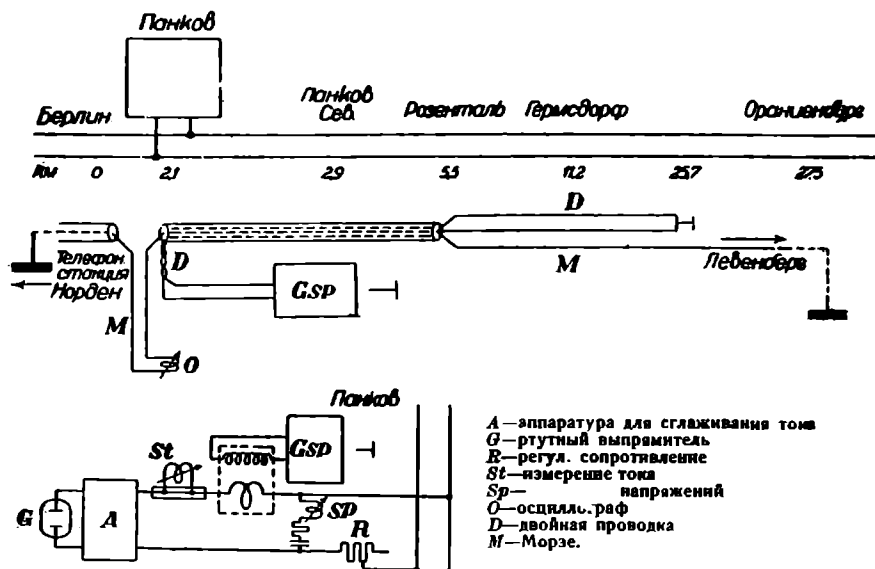 Панков
Берлин
Панков
Сев.
Розенталь
Гермсдорф
Ораниенбург
Км 0 2,1 2,9 5,5 11,2 25,7 27,5
D
Телефон.
станция
Норден
D
GSP
M
Левенберг
M
O
Панков
St
GSP
G
A
SP
R
A—аппаратура для сглаживания тока
G—ртутный выпрямитель
R—регул. сопротивление
St—измерение тока
Sp— напряжений
O—осциллограф
D—двойная проводка
M—Морзе.